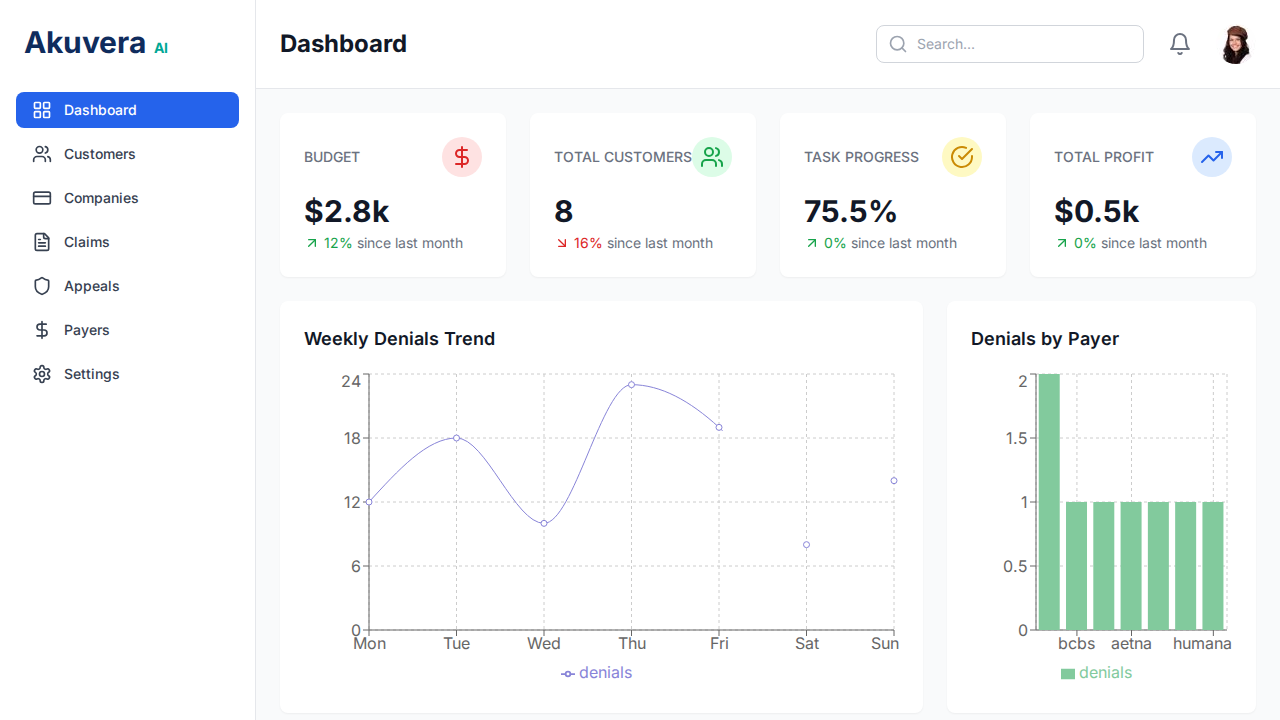 Akuvera AI
Dashboard
Customers
Companies
Claims
Appeals
Payers
Settings
Dashboard
Search...
BUDGET
$2.8k
12% since last month
TOTAL CUSTOMERS
8
16% since last month
TASK PROGRESS
75.5%
0% since last month
TOTAL PROFIT
$0.5k
0% since last month
Weekly Denials Trend
24
18
12
6
0
Mon Tue Wed Thu Fri Sat Sun
denials
Denials by Payer
2
1.5
1
0.5
0
bcbs aetna humana
denials